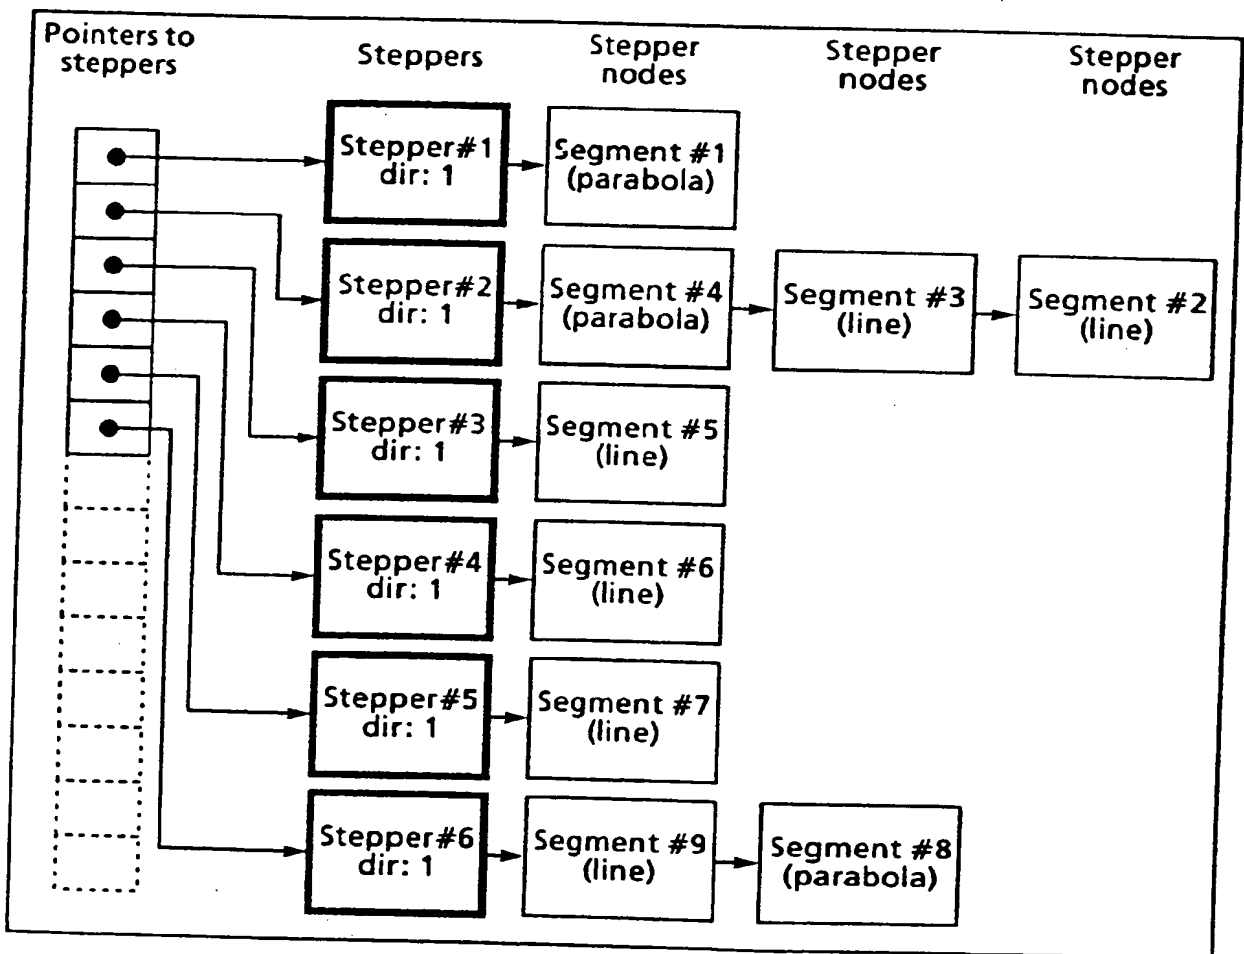 Pointers to
steppers
Steppers
Stepper
nodes
Stepper
nodes
Stepper
nodes
Stepper#1
dir: 1
Segment #1
(parabola)
Stepper#2
dir: 1
Segment #4
(parabola)
Segment #3
(line)
Segment #2
(line)
Stepper#3
dir: 1
Segment #5
(line)
Stepper#4
dir: 1
Segment #6
(line)
Stepper#5
dir: 1
Segment #7
(line)
Stepper#6
dir: 1
Segment #9
(line)
Segment #8
(parabola)